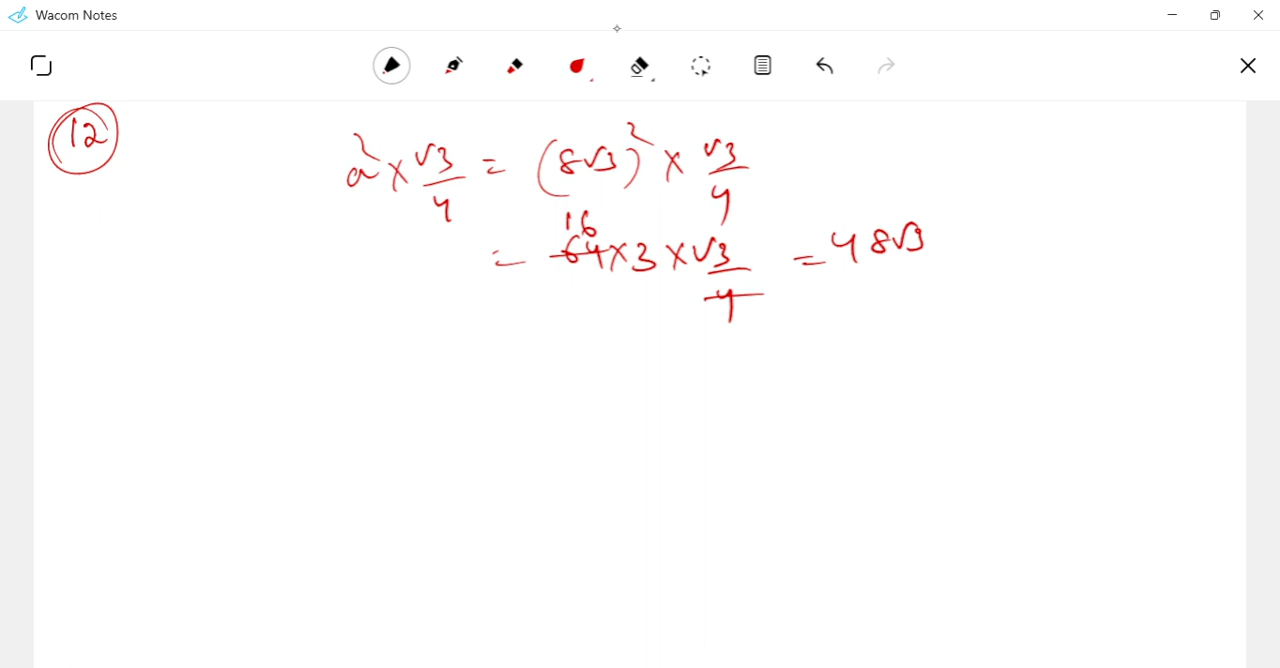 Wacom Notes
12
a² × √3/4 = (8√3)² × √3/4
16
= 64 × 3 × √3/4 = 48√3